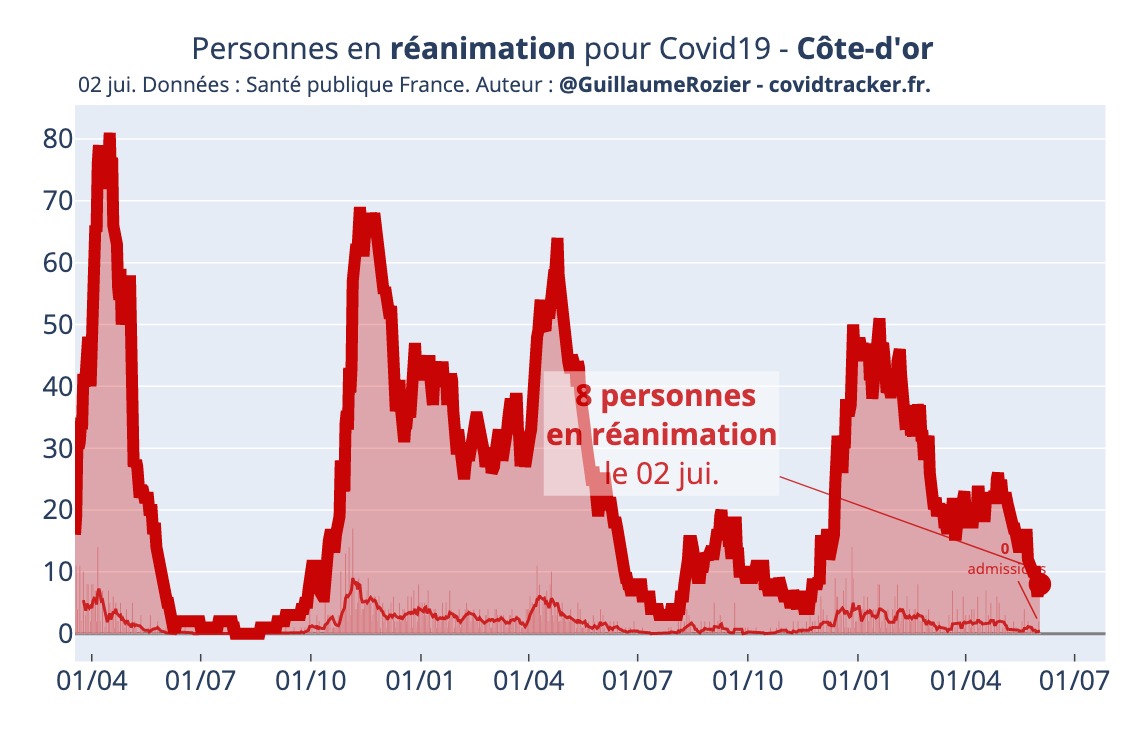 Personnes en réanimation pour Covid19 - Côte-d'or
02 jui. Données : Santé publique France. Auteur : @GuillaumeRozier - covidtracker.fr.
80
70
60
50
40
30
20
10
0
8 personnes
en réanimation
le 02 jui.
0
admissions
01/04 01/07 01/10 01/01 01/04 01/07 01/10 01/01 01/04 01/07